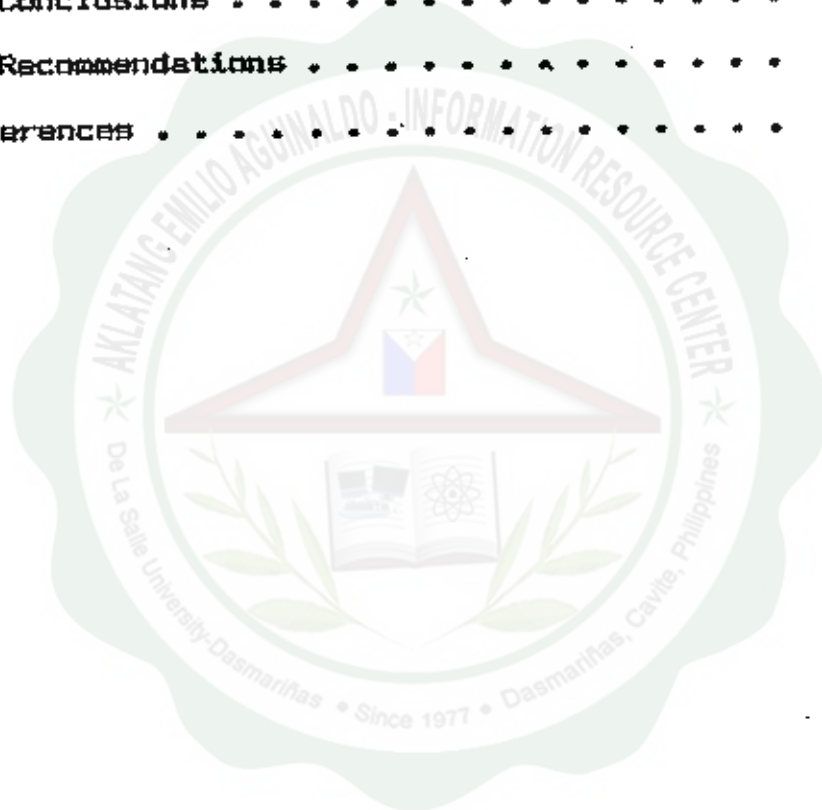 Conclusions . . . . . . . . . . . . . . .
Recommendations . . . . . . . . . . . . .
erences . . . . . . . . . . . . . . . . .
AKLATANG EMILIO AGUINALDO - INFORMATION RESOURCE CENTER
De La Salle University-Dasmariñas • Since 1977 • Dasmariñas, Cavite, Philippines